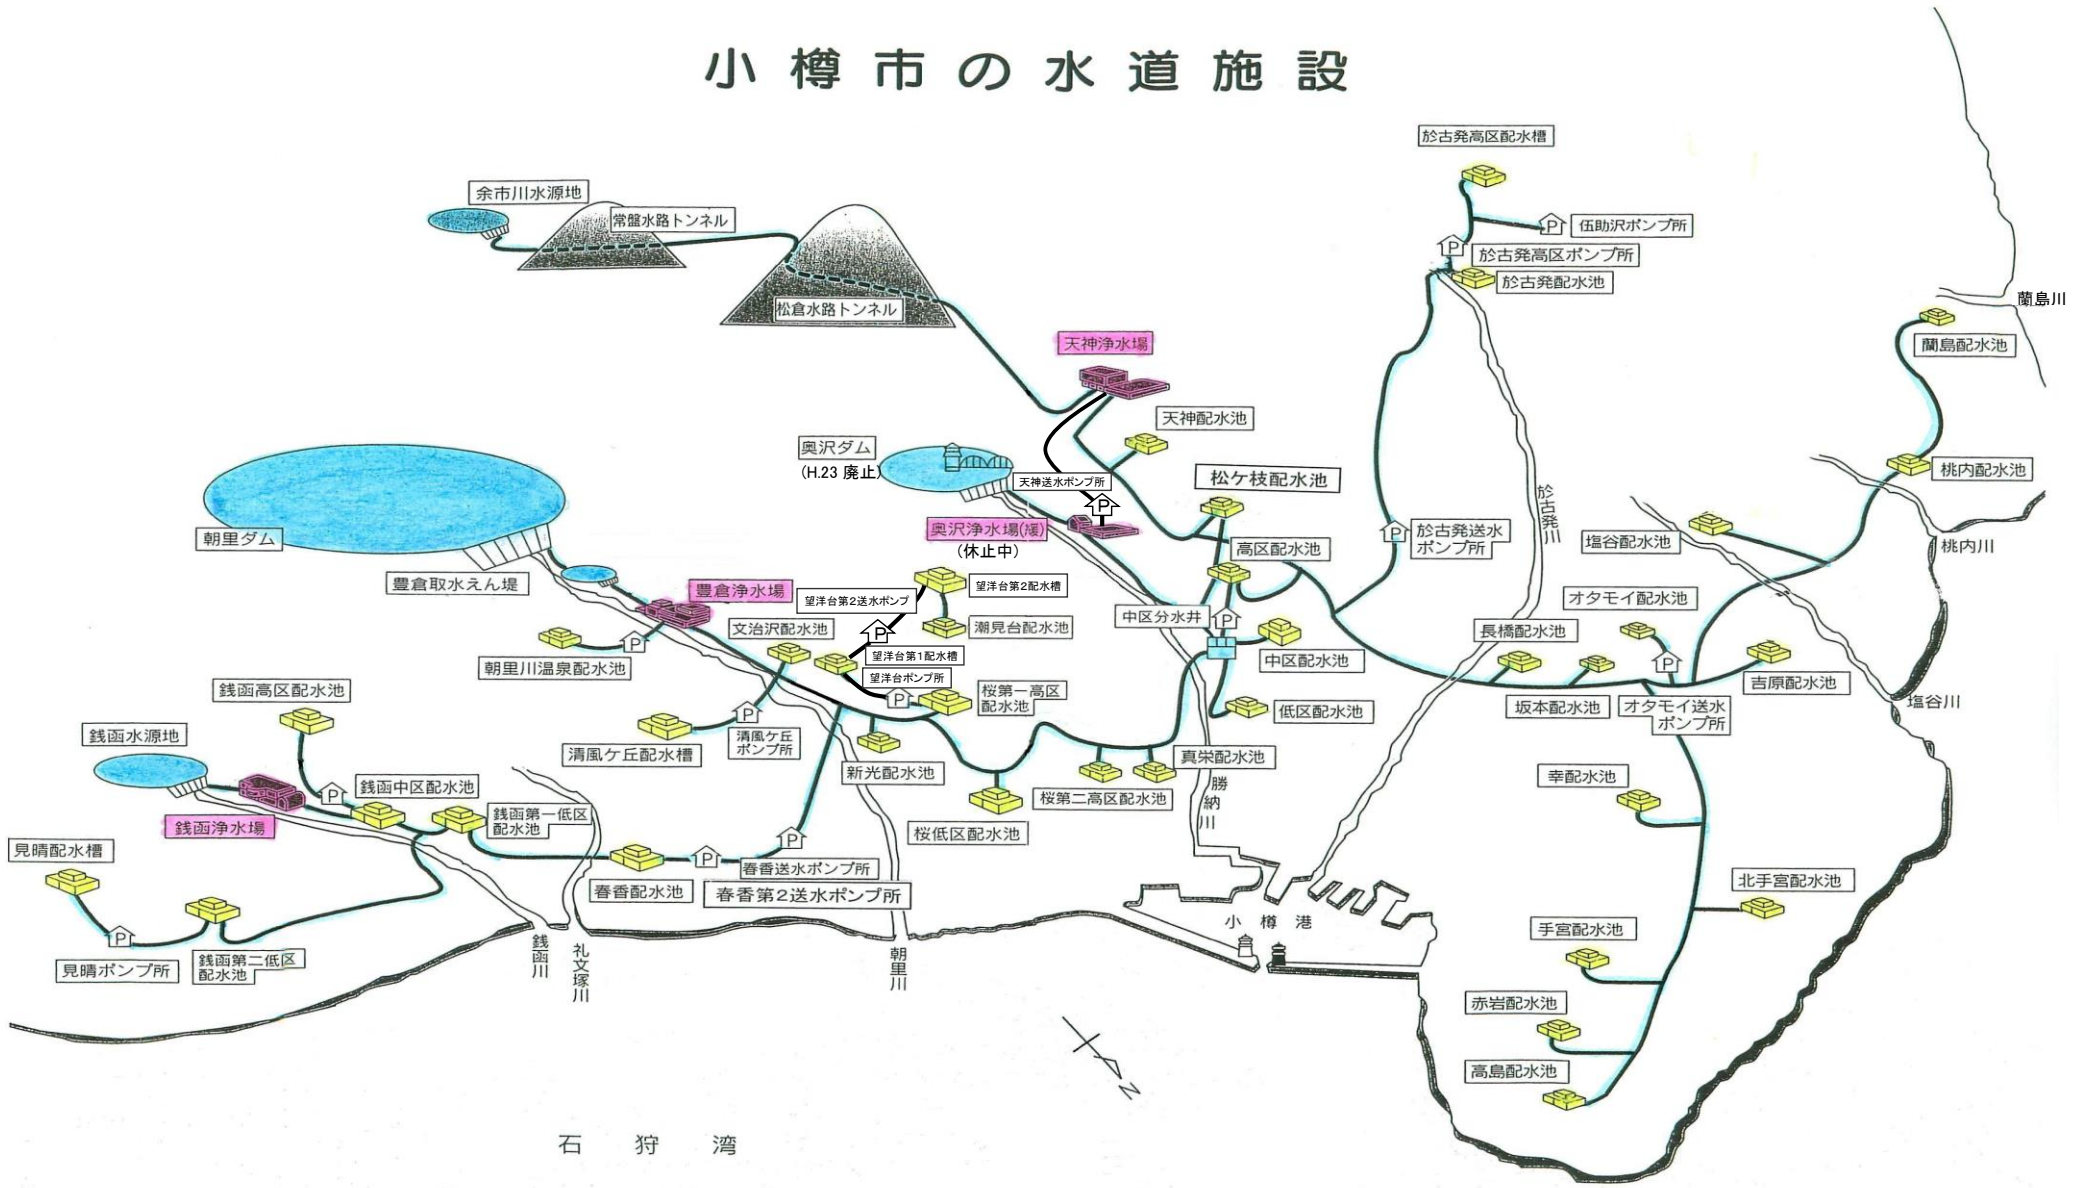 小樽市の水道施設
於古発高区配水槽
余市川水源地
常盤水路トンネル
伍助沢ポンプ所
於古発高区ポンプ所
於古発配水池
松倉水路トンネル
蘭島川
天神浄水場
蘭島配水池
天神配水池
奥沢ダム
(H.23 廃止)
天神送水ポンプ所
松ケ枝配水池
桃内配水池
於古発川
朝里ダム
奥沢浄水場(緩)
(休止中)
高区配水池
於古発送水
ポンプ所
塩谷配水池
桃内川
豊倉取水えん堤
豊倉浄水場
望洋台第2送水ポンプ
望洋台第2配水槽
オタモイ配水池
中区分水井
文治沢配水池
潮見台配水池
長橋配水池
朝里川温泉配水池
望洋台第1配水槽
望洋台ポンプ所
中区配水池
吉原配水池
銭函高区配水池
桜第一高区
配水池
低区配水池
坂本配水池
オタモイ送水
ポンプ所
塩谷川
銭函水源地
清風ケ丘配水槽
清風ケ丘
ポンプ所
新光配水池
真栄配水池
勝納川
幸配水池
銭函中区配水池
銭函第一低区
配水池
桜第二高区配水池
銭函浄水場
桜低区配水池
見晴配水槽
春香送水ポンプ所
春香配水池
春香第2送水ポンプ所
北手宮配水池
小樽港
手宮配水池
見晴ポンプ所
銭函第二低区
配水池
銭函川
礼文塚川
朝里川
赤岩配水池
高島配水池
N
石狩湾
P
P
P
P
P
P
P
P
P
P
P
P
P
P